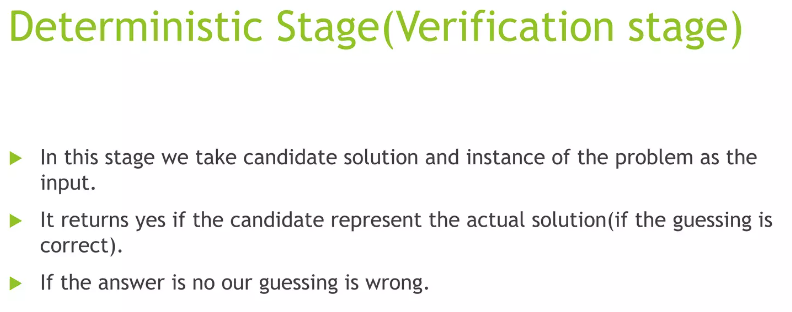 Deterministic Stage(Verification stage)
In this stage we take candidate solution and instance of the problem as the
input.
It returns yes if the candidate represent the actual solution(if the guessing is
correct).
If the answer is no our guessing is wrong.